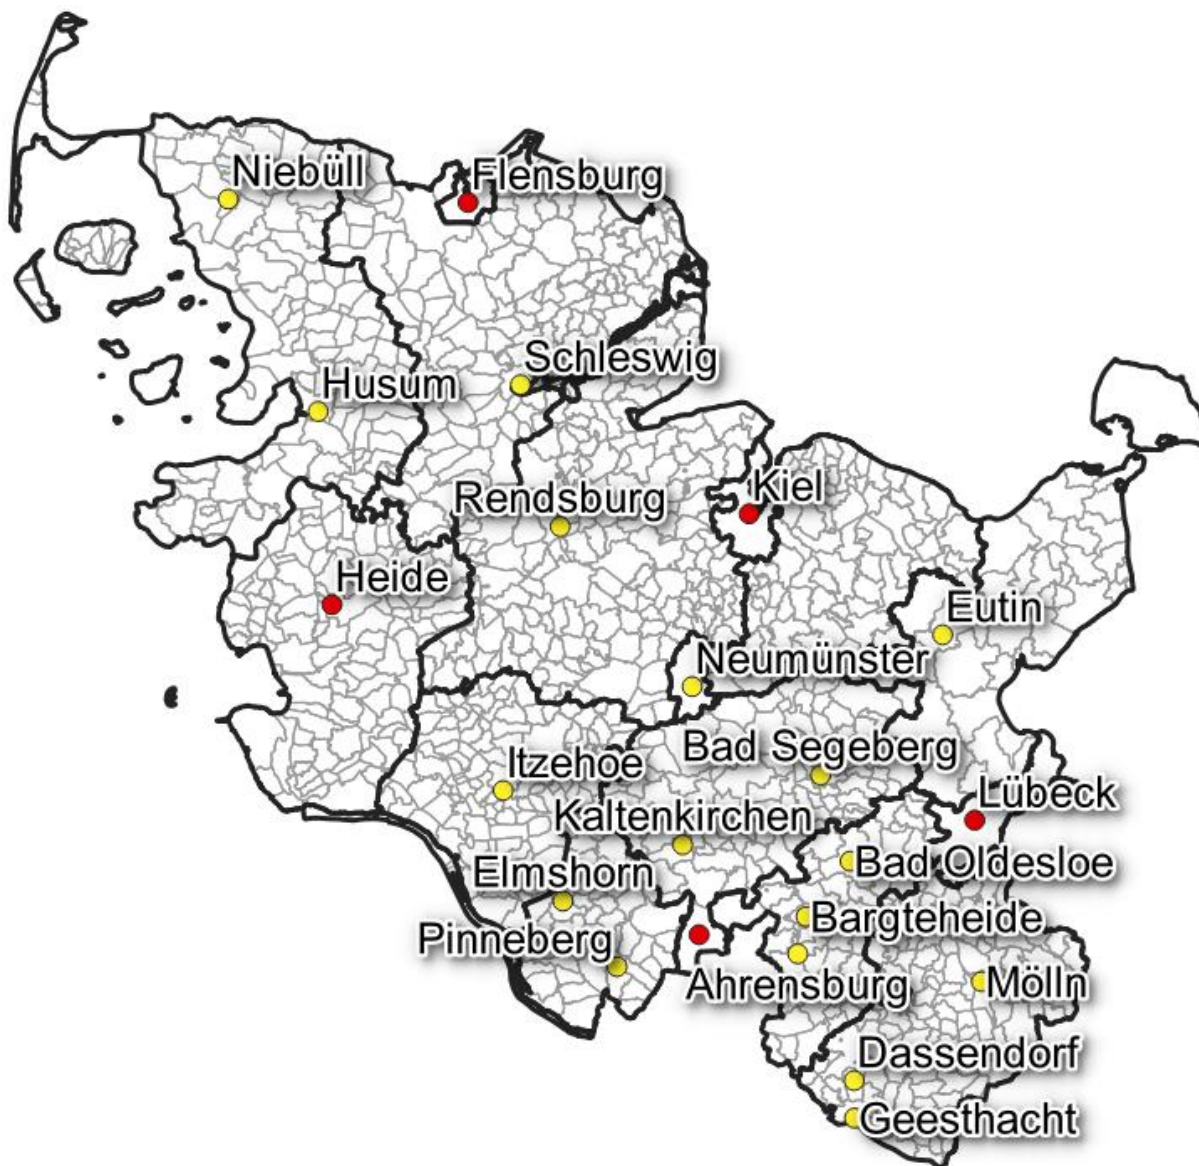 Niebüll
Flensburg
Schleswig
Husum
Rendsburg
Kiel
Heide
Eutin
Neumünster
Bad Segeberg
Itzehoe
Lübeck
Kaltenkirchen
Bad Oldesloe
Elmshorn
Bargteheide
Pinneberg
Ahrensburg
Mölln
Dassendorf
Geesthacht